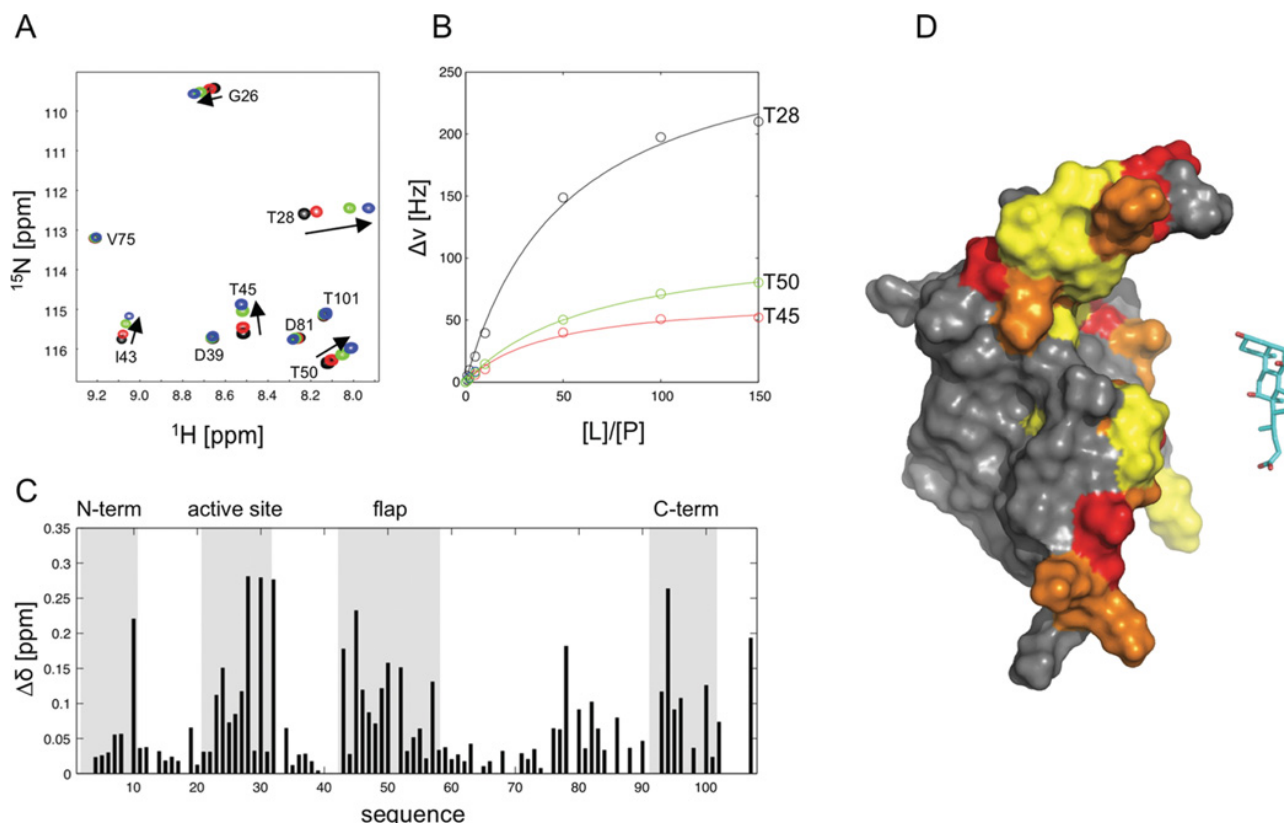 A
B
D
110
111
112
113
114
115
116
¹⁵N [ppm]
G26
T28
V75
T45
T101
D81
I43
D39
T50
9.2 9.0 8.8 8.6 8.4 8.2 8.0
¹H [ppm]
250
200
150
100
50
0
Δν [Hz]
T28
T50
T45
0 50 100 150
[L]/[P]
C
N-term active site flap C-term
0.35
0.3
0.25
0.2
0.15
0.1
0.05
0
Δδ [ppm]
10 20 30 40 50 60 70 80 90 100
sequence